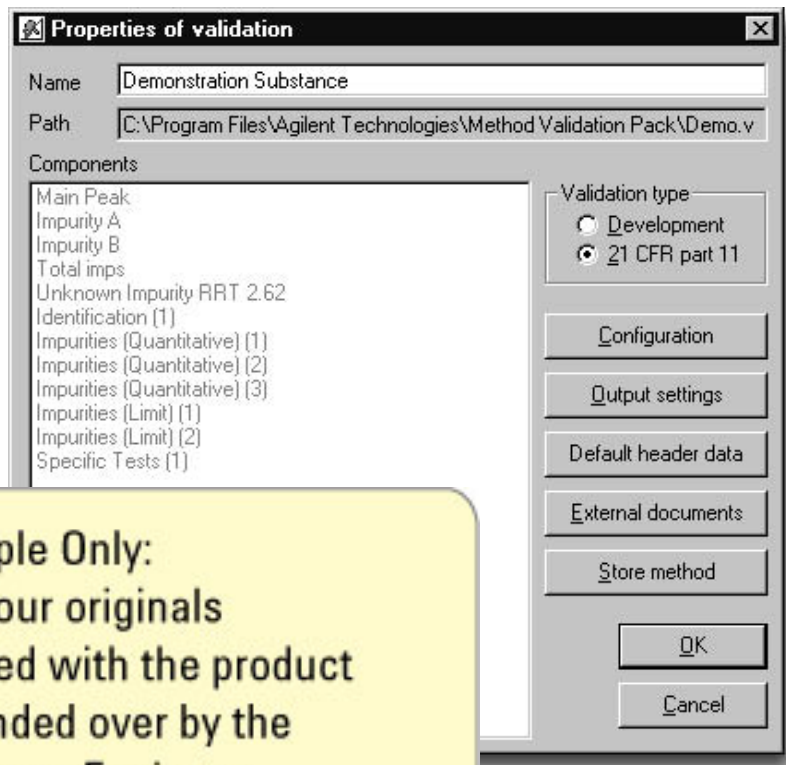 Properties of validation
Name Demonstration Substance
Path C:\Program Files\Agilent Technologies\Method Validation Pack\Demo.v
Components
Main Peak
Impurity A
Impurity B
Total imps
Unknown Impurity RRT 2.62
Identification (1)
Impurities (Quantitative) (1)
Impurities (Quantitative) (2)
Impurities (Quantitative) (3)
Impurities (Limit) (1)
Impurities (Limit) (2)
Specific Tests (1)
Validation type
Development
21 CFR part 11
Configuration
Output settings
Default header data
External documents
Store method
OK
Cancel
ple Only:
our originals
ed with the product
nded over by the